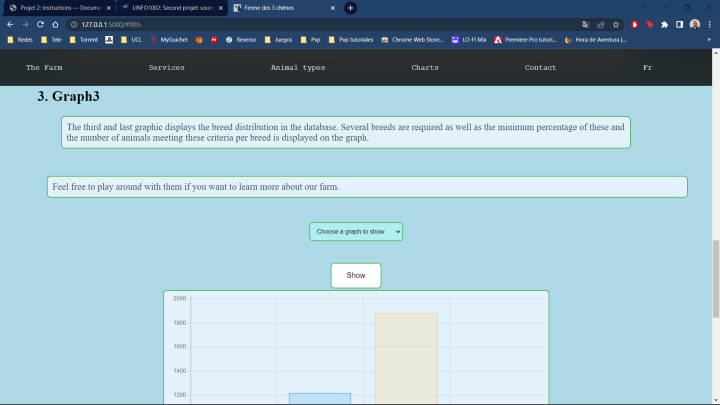 Projet 2: Instructions — Docume
LINFO1002: Second projet: soum
Ferme des 3 chênes
127.0.0.1:5000/#fifth
Redes
Tele
Torrent
UCL
MyGuichet
Reverso
Juegos
Pvp
Pvp tutoriales
Chrome Web Store...
LO-FI Mix
Premiere Pro tutori...
Hora de Aventura |...
The Farm
Services
Animal types
Charts
Contact
Fr
3. Graph3
The third and last graphic displays the breed distribution in the database. Several breeds are required as well as the minimum percentage of these and
the number of animals meeting these criteria per breed is displayed on the graph.
Feel free to play around with them if you want to learn more about our farm.
Choose a graph to show
Show
2000
1800
1600
1400
1200